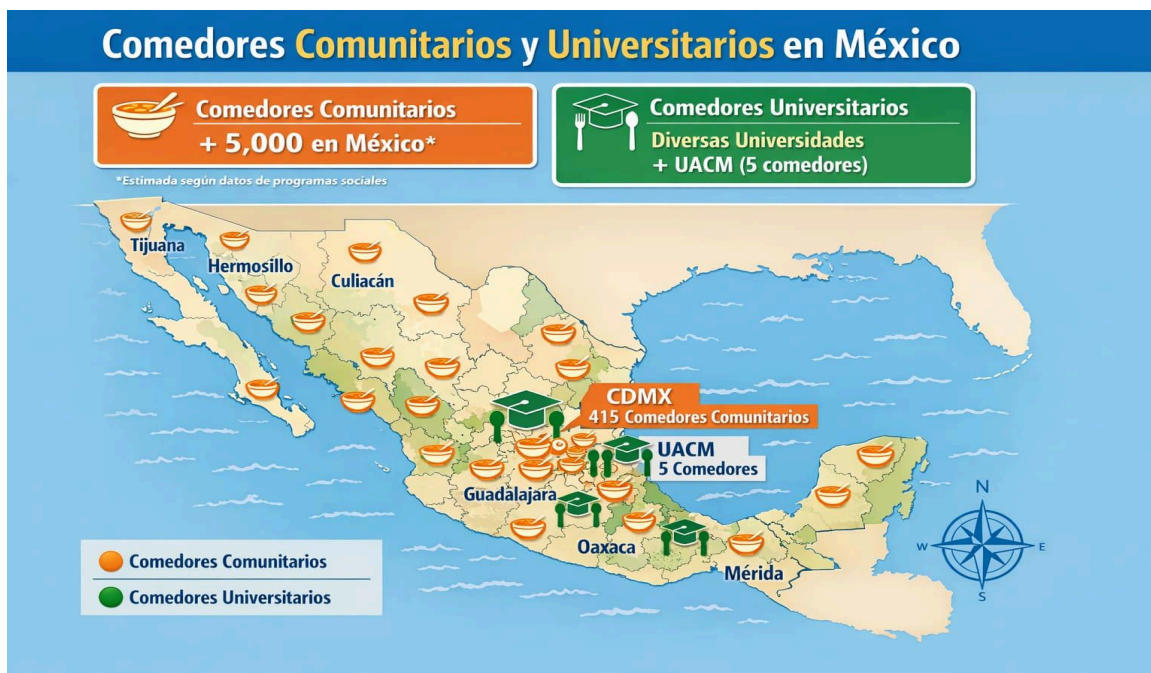 Comedores Comunitarios y Universitarios en México
Comedores Comunitarios
+ 5,000 en México*
*Estimada según datos de programas sociales
Comedores Universitarios
Diversas Universidades
+ UACM (5 comedores)
Tijuana
Hermosillo
Culiacán
CDMX
415 Comedores Comunitarios
UACM
5 Comedores
Guadalajara
Oaxaca
Mérida
Comedores Comunitarios
Comedores Universitarios
N
W
E
S